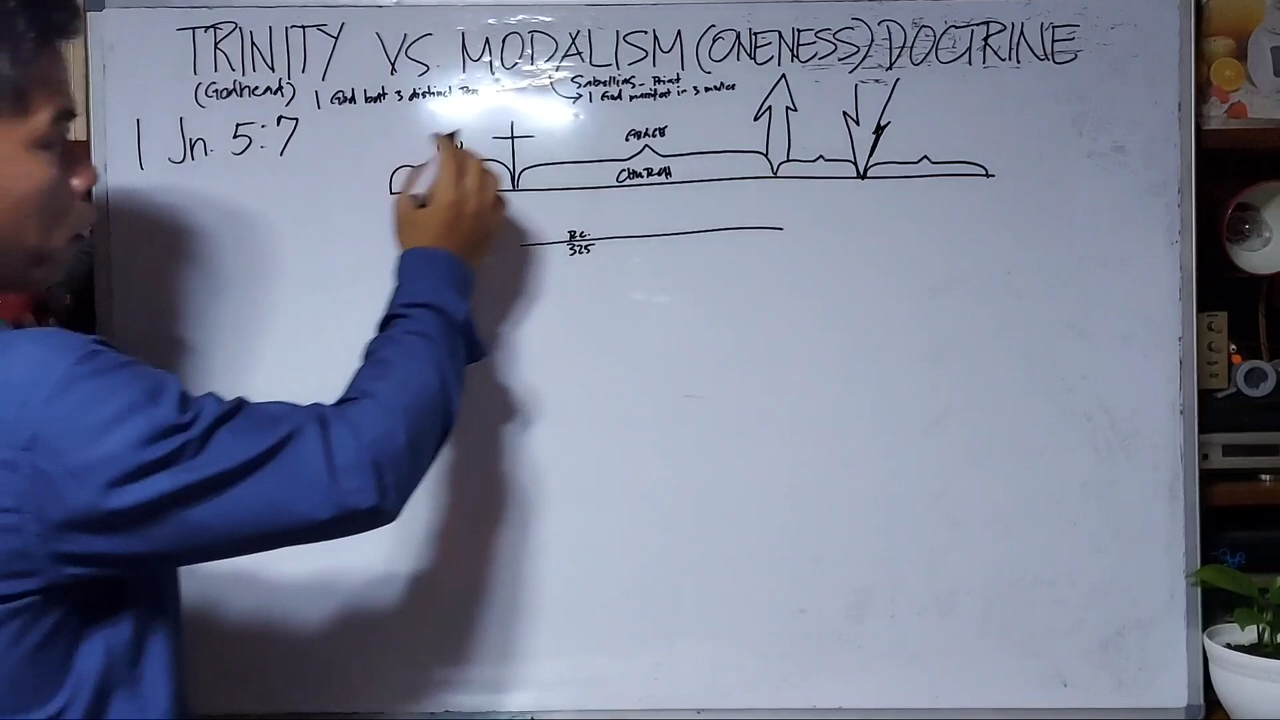 TRINITY VS. MODALISM (ONENESS) DOCTRINE
(Godhead) 1 God but 3 distinct
Sabellius - Priest
1 God manifest in 3 modes
1 Jn. 5:7
GRACE
CHURCH
R.C.
325